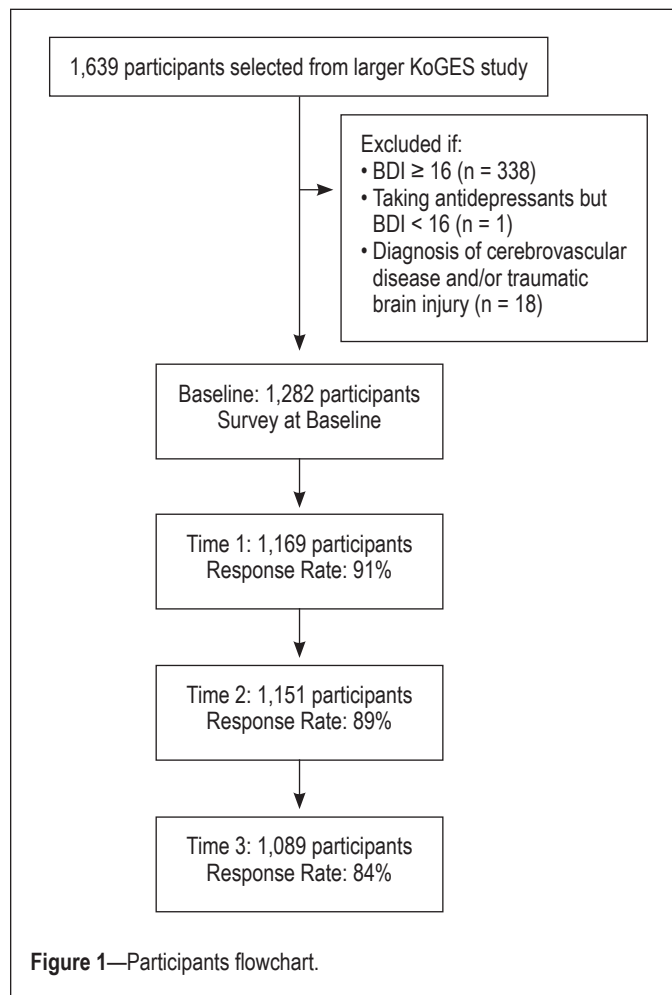 1,639 participants selected from larger KoGES study
Excluded if:
• BDI ≥ 16 (n = 338)
• Taking antidepressants but
BDI < 16 (n = 1)
• Diagnosis of cerebrovascular
disease and/or traumatic
brain injury (n = 18)
Baseline: 1,282 participants
Survey at Baseline
Time 1: 1,169 participants
Response Rate: 91%
Time 2: 1,151 participants
Response Rate: 89%
Time 3: 1,089 participants
Response Rate: 84%
Figure 1—Participants flowchart.